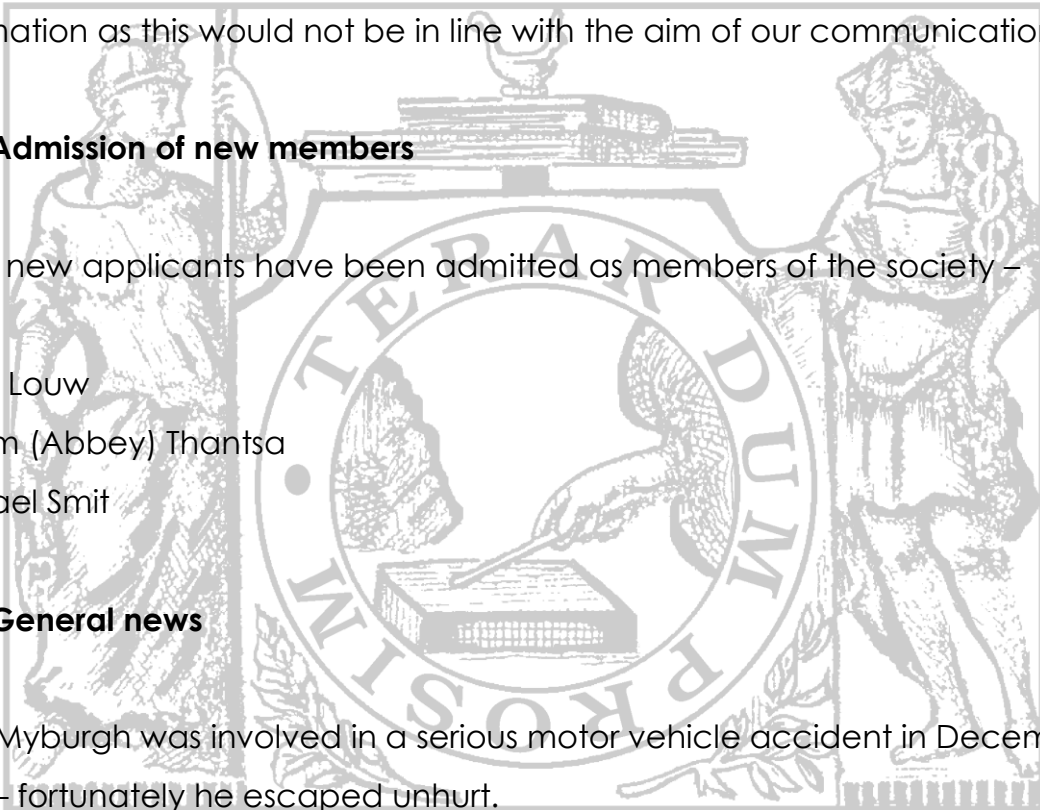 nation as this would not be in line with the aim of our communication
Admission of new members
new applicants have been admitted as members of the society –
Louw
m (Abbey) Thantsa
ael Smit
General news
Myburgh was involved in a serious motor vehicle accident in Decem
– fortunately he escaped unhurt.
TERAR DUM PROSIM